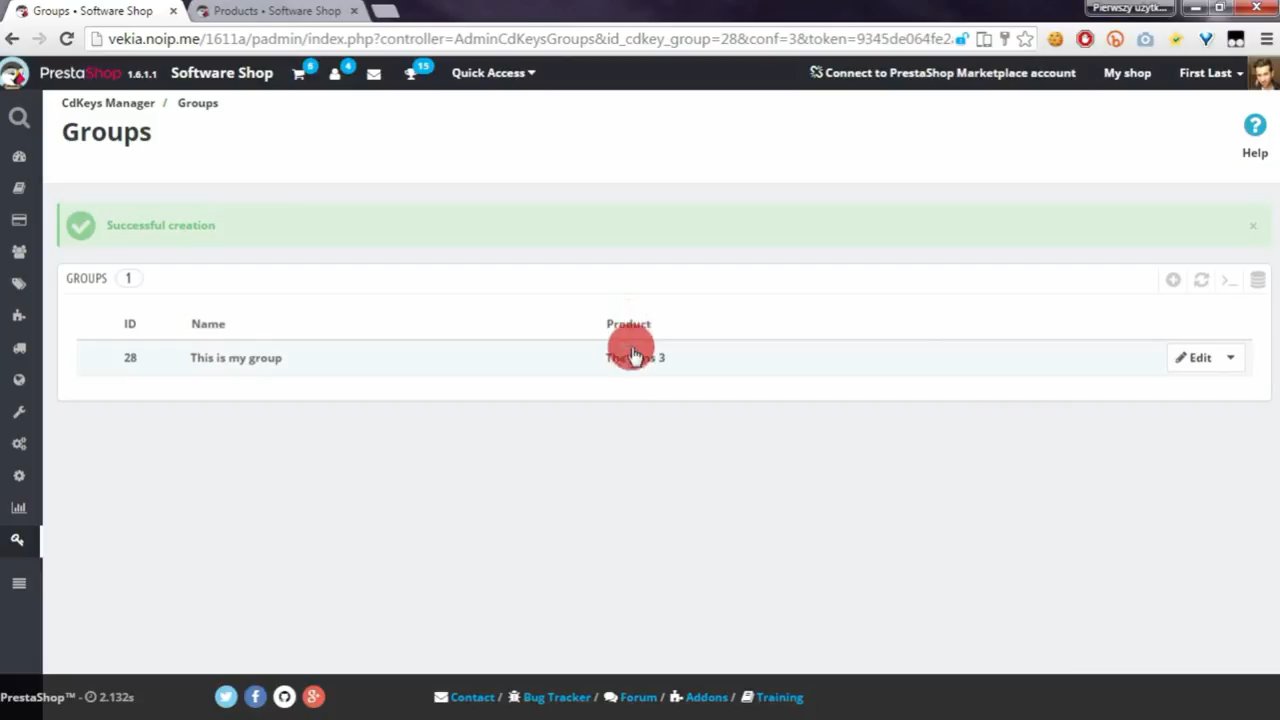 Groups • Software Shop
Products • Software Shop
Pierwszy użytk...
vekia.noip.me/1611a/padmin/index.php?controller=AdminCdKeysGroups&id_cdkey_group=28&conf=3&token=9345de064fe2
PrestaShop 1.6.1.1 Software Shop 6 4 15 Quick Access Connect to PrestaShop Marketplace account My shop First Last
CdKeys Manager / Groups
Groups
Help
Successful creation
GROUPS 1
ID Name Product
28 This is my group 3 Edit
PrestaShop™ - 2.132s Contact / Bug Tracker / Forum / Addons / Training